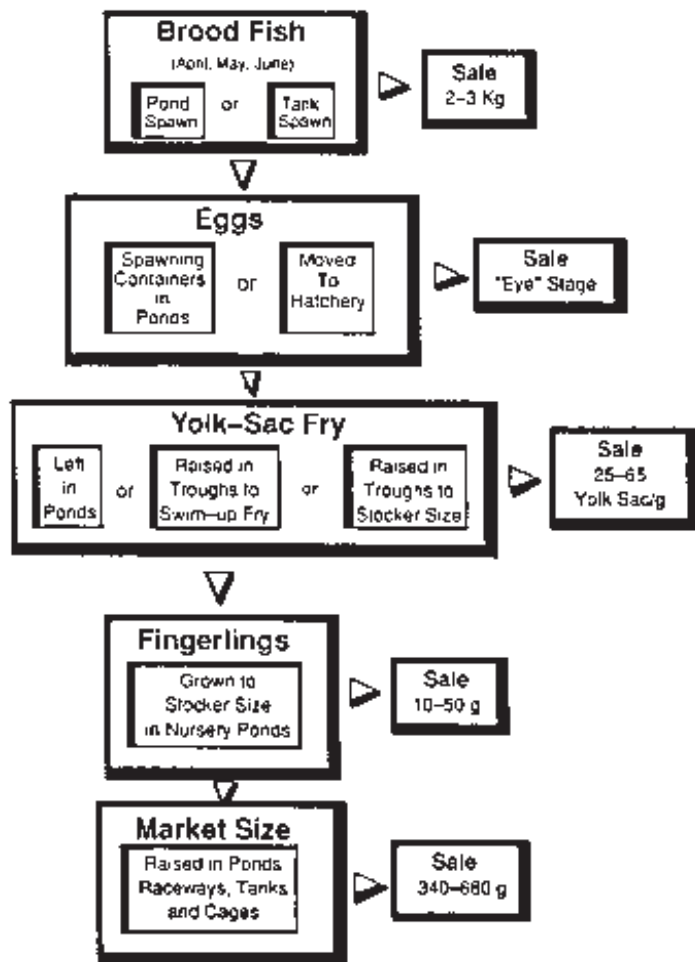 Brood Fish
(April, May, June)
Pond
Spawn
or
Tank
Spawn
Sale
2–3 Kg
Eggs
Spawning
Containers
in
Ponds
or
Moved
To
Hatchery
Sale
"Eye" Stage
Yolk–Sac Fry
Left
in
Ponds
or
Raised in
Troughs to
Swim–up Fry
or
Raised in
Troughs to
Stocker Size
Sale
25–65
Yolk Sac/g
Fingerlings
Grown to
Stocker Size
in Nursery Ponds
Sale
10–50 g
Market Size
Raised in Ponds
Raceways, Tanks
and Cages
Sale
340–680 g